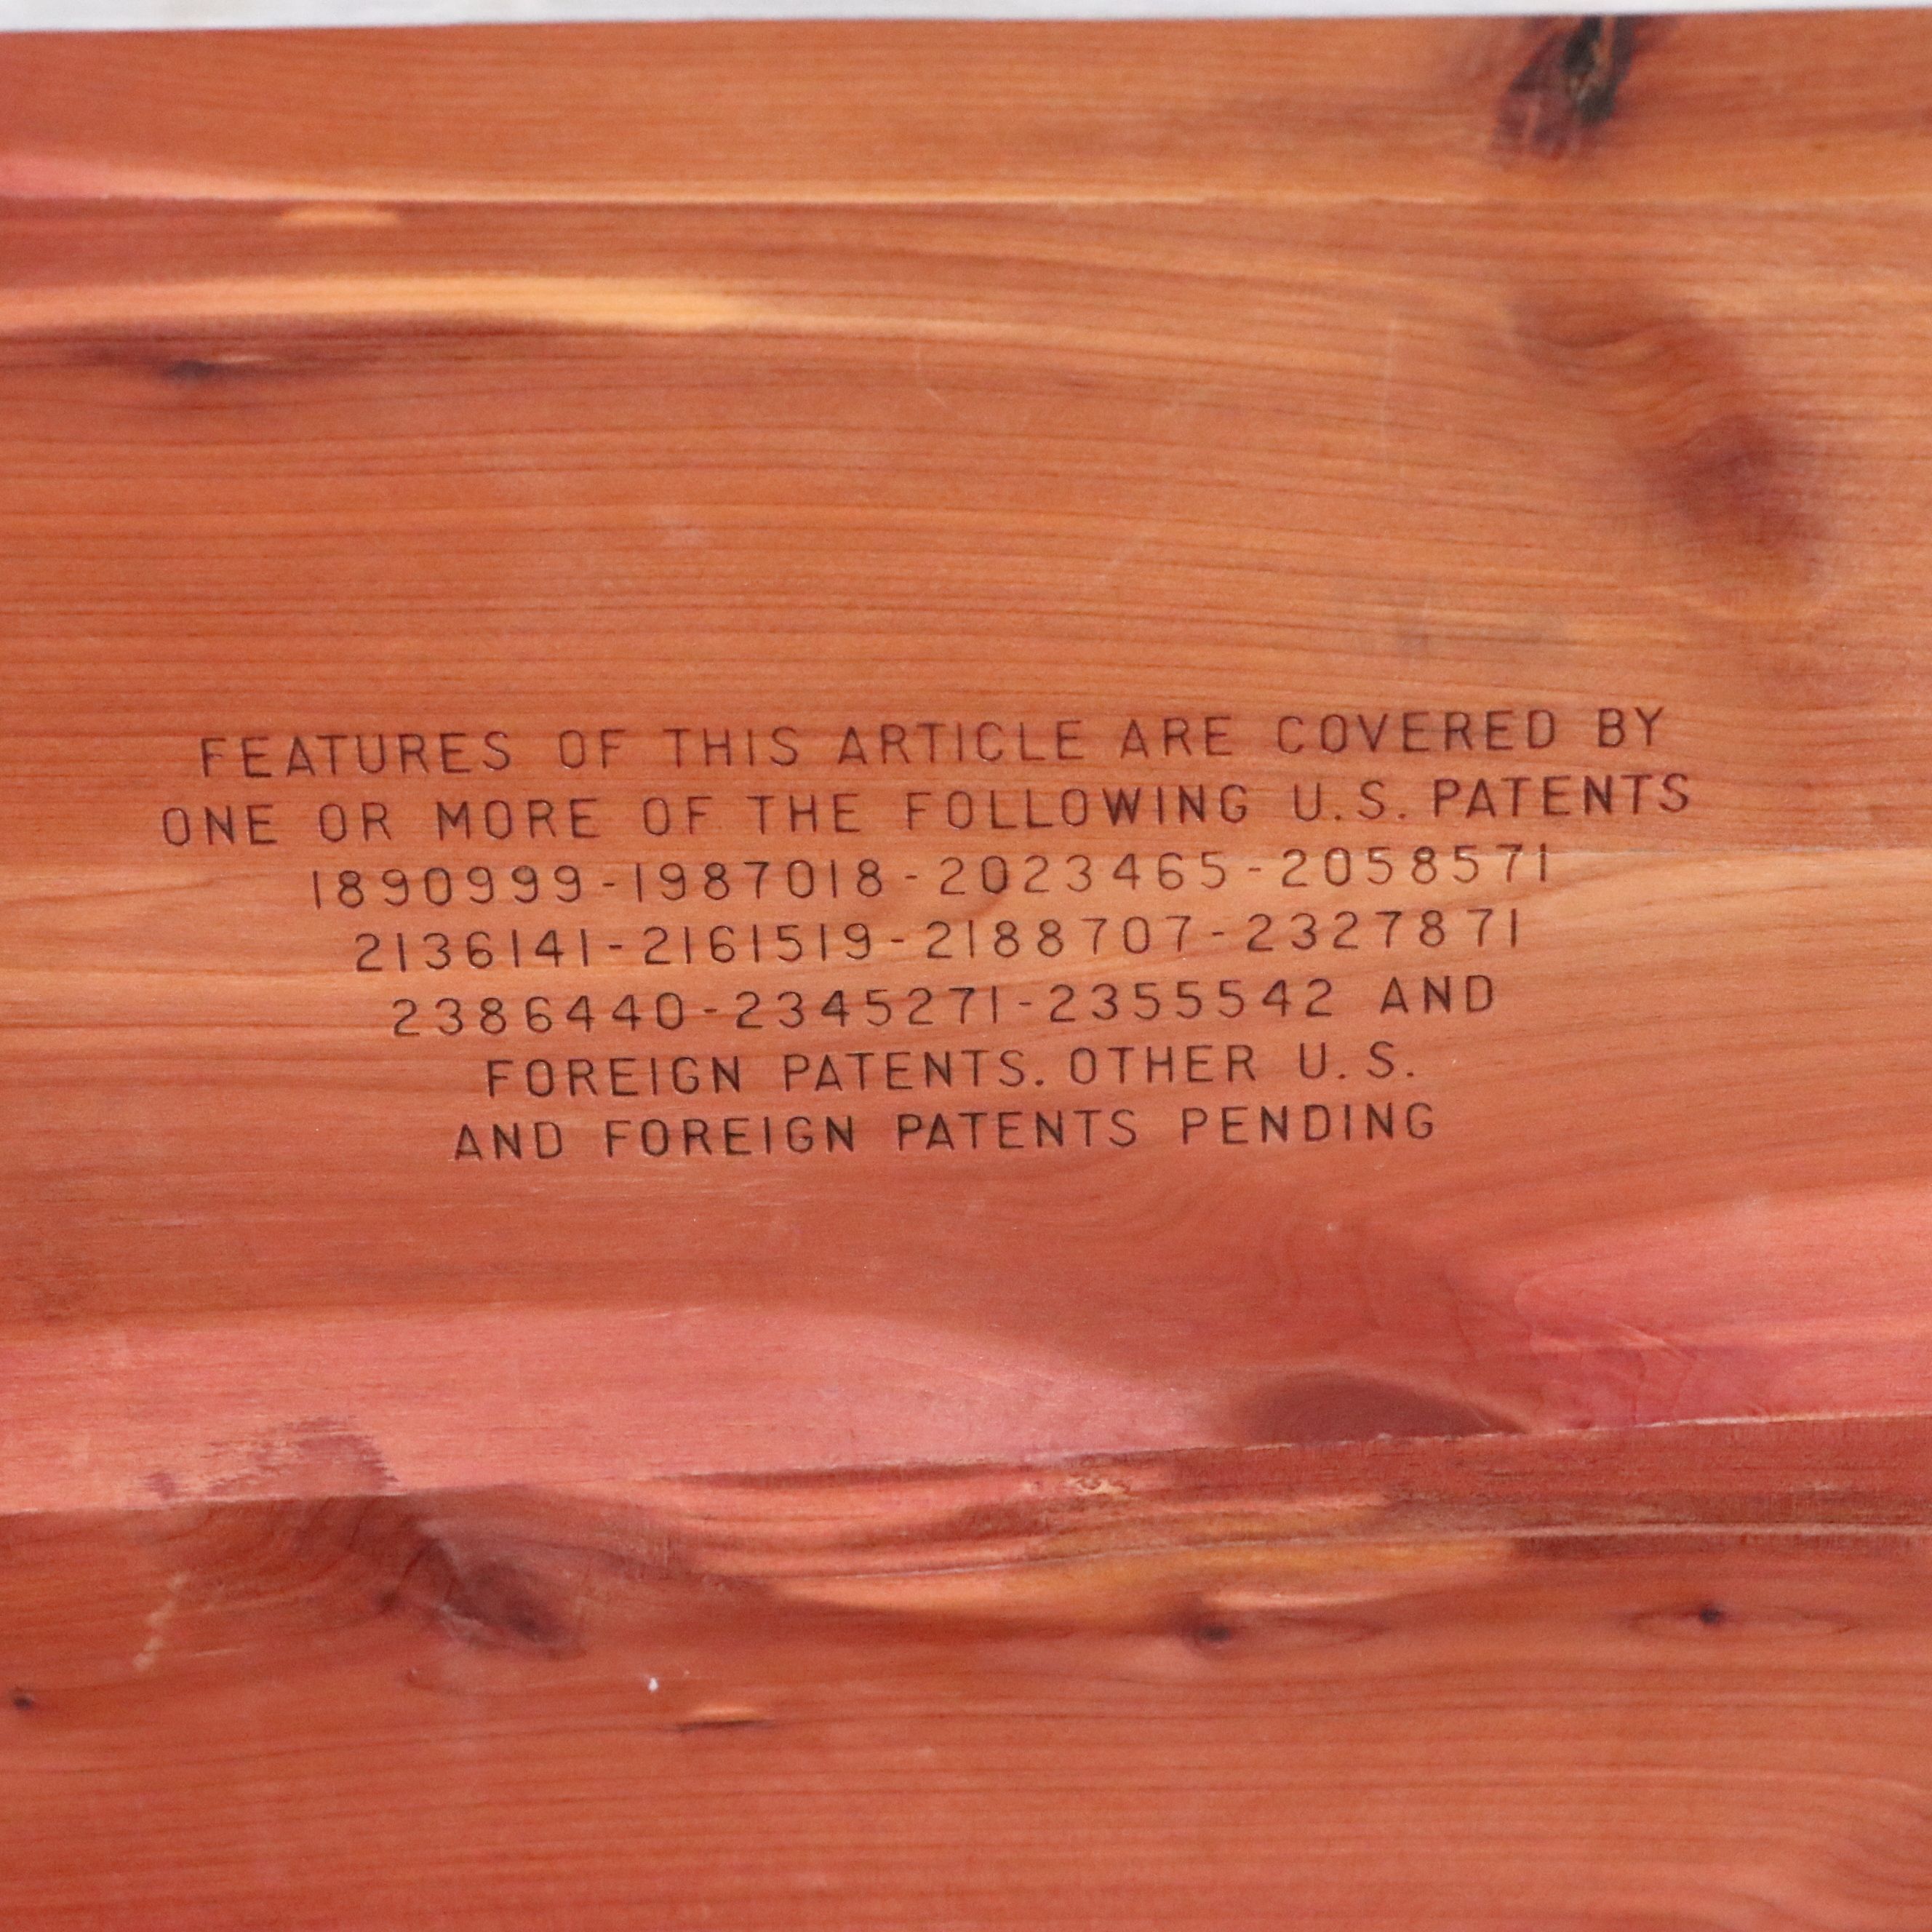 FEATURES OF THIS ARTICLE ARE COVERED BY
ONE OR MORE OF THE FOLLOWING U.S. PATENTS
1890999-1987018-2023465-2058571
2136141-2161519-2188707-2327871
2386440-2345271-2355542 AND
FOREIGN PATENTS. OTHER U.S.
AND FOREIGN PATENTS PENDING